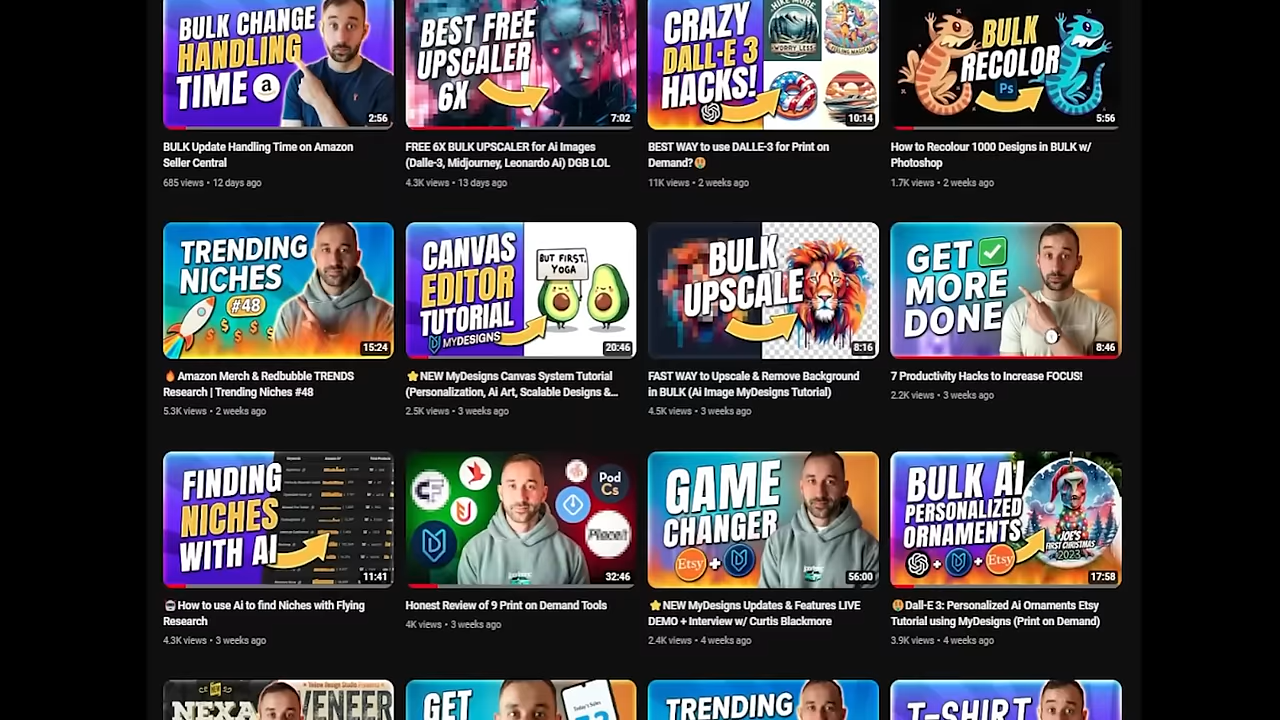 BULK CHANGE
HANDLING
TIME
a
2:56
BEST FREE
UPSCALER
6X
7:02
CRAZY
DALL-E 3
HACKS!
HIKE MORE
WORRY LESS
10:14
BULK
RECOLOR
Ps
5:56
BULK Update Handling Time on Amazon
Seller Central
685 views • 12 days ago
FREE 6X BULK UPSCALER for Ai Images
(Dalle-3, Midjourney, Leonardo Ai) DGB LOL
4.3K views • 13 days ago
BEST WAY to use DALLE-3 for Print on
Demand?🤑
11K views • 2 weeks ago
How to Recolour 1000 Designs in BULK w/
Photoshop
1.7K views • 2 weeks ago
TRENDING
NICHES
#48
15:24
CANVAS
EDITOR
TUTORIAL
MYDESIGNS
BUT FIRST,
YOGA
20:46
BULK
UPSCALE
8:16
GET ✅
MORE
DONE
8:46
🔥Amazon Merch & Redbubble TRENDS
Research | Trending Niches #48
5.3K views • 2 weeks ago
⭐NEW MyDesigns Canvas System Tutorial
(Personalization, Ai Art, Scalable Designs &...
2.5K views • 3 weeks ago
FAST WAY to Upscale & Remove Background
in BULK (Ai Image MyDesigns Tutorial)
4.5K views • 3 weeks ago
7 Productivity Hacks to Increase FOCUS!
2.2K views • 3 weeks ago
FINDING
NICHES
WITH AI
11:41
Pod
Cs
Placeit
32:46
GAME
CHANGER
Etsy +
56:00
BULK AI
PERSONALIZED
ORNAMENTS
+ + Etsy
JOE'S
FIRST CHRISTMAS
2023
17:58
🤖How to use Ai to find Niches with Flying
Research
4.3K views • 3 weeks ago
Honest Review of 9 Print on Demand Tools
4K views • 3 weeks ago
⭐NEW MyDesigns Updates & Features LIVE
DEMO + Interview w/ Curtis Blackmore
2.4K views • 4 weeks ago
🤑Dall-E 3: Personalized Ai Ornaments Etsy
Tutorial using MyDesigns (Print on Demand)
3.9K views • 4 weeks ago
NEXA
VENEER
GET
Today's Sales
TRENDING
T-SHIRT